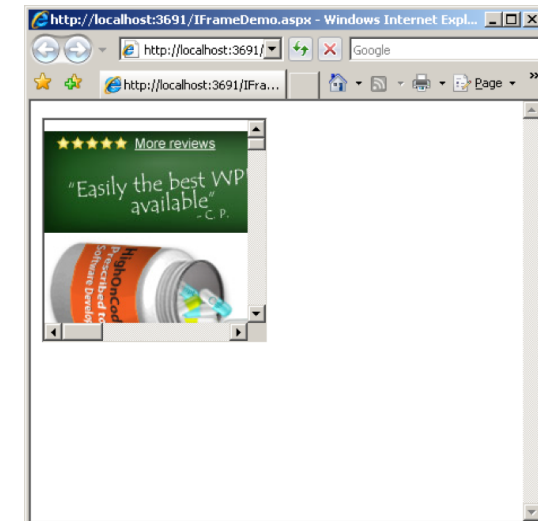 http://localhost:3691/IFrameDemo.aspx - Windows Internet Expl...
http://localhost:3691/
Google
http://localhost:3691/IFra...
Page
»
More reviews
"Easily the best WP
available"
- C. P.
HighOnCod
Prescribed to
Software Develo